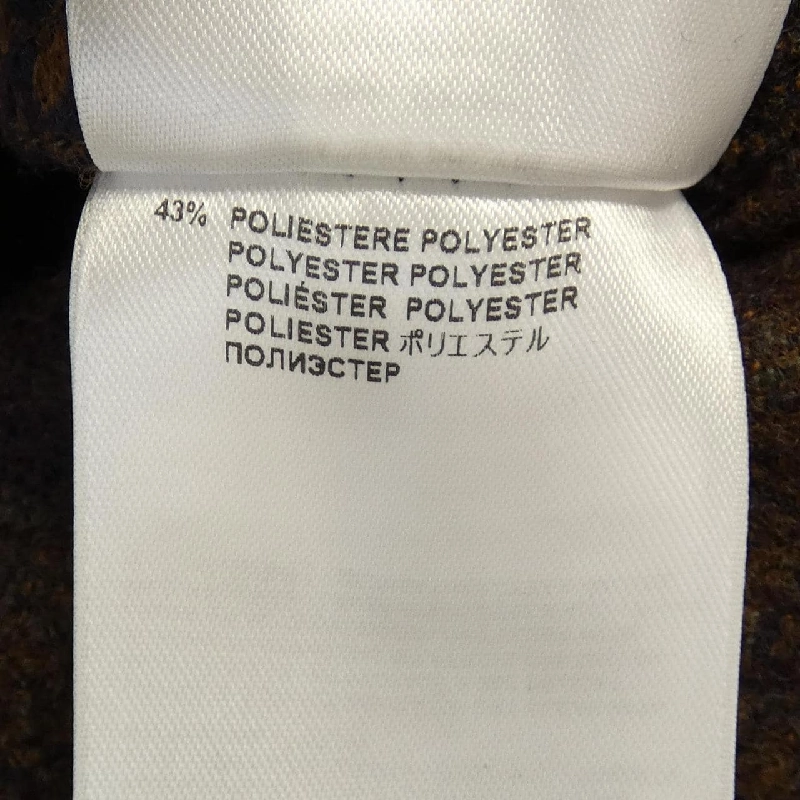 43% POLIESTERE POLYESTER
POLYESTER POLYESTER
POLIÉSTER POLYESTER
POLIESTER ポリエステル
ПОЛИЭСТЕР